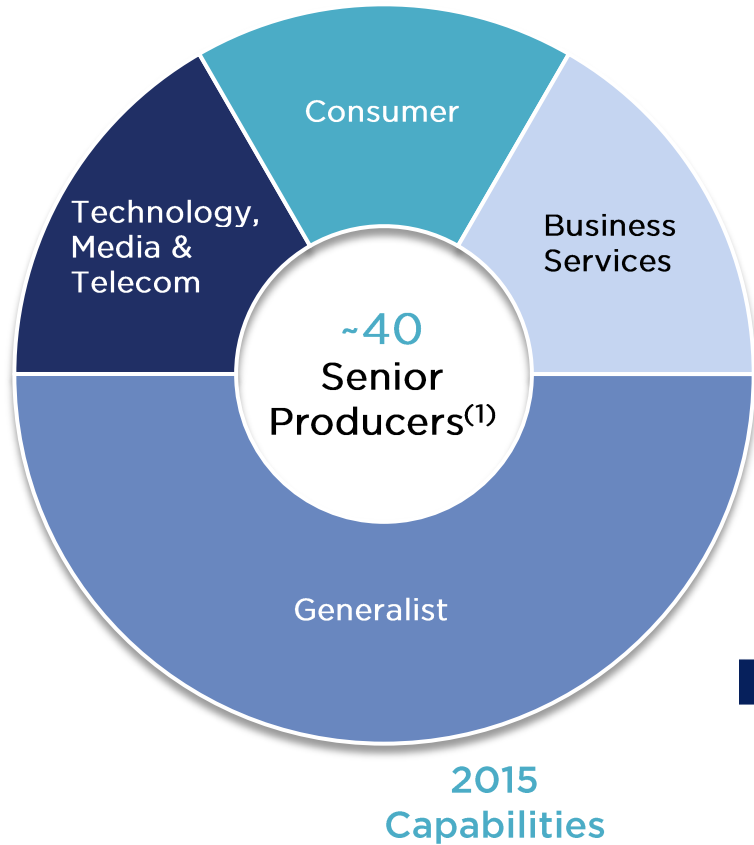 Consumer
Technology,
Media &
Telecom
Business
Services
~40
Senior
Producers(1)
Generalist
2015
Capabilities